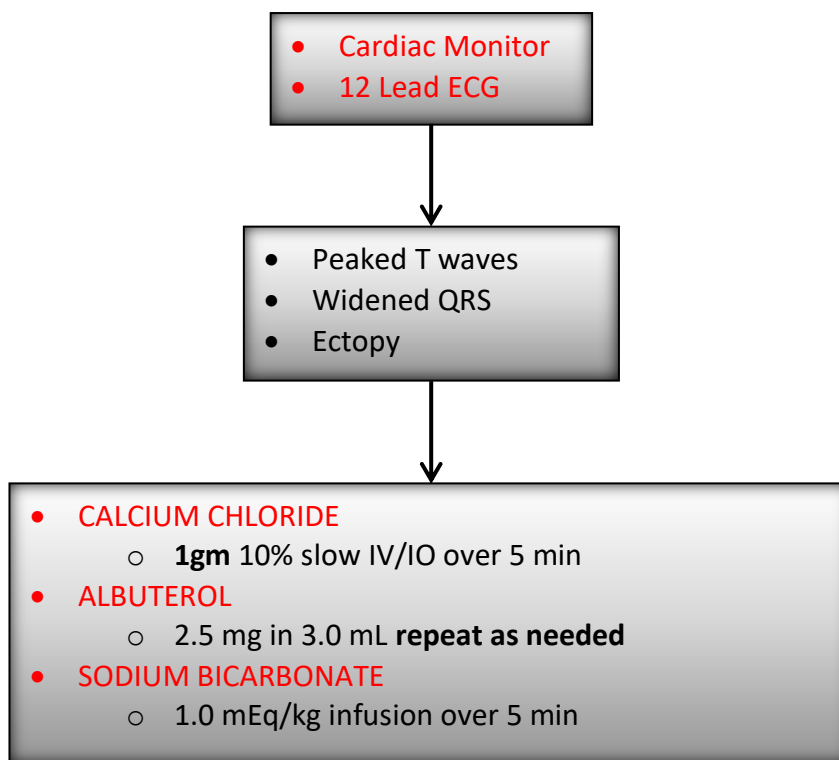 • Cardiac Monitor
• 12 Lead ECG
• Peaked T waves
• Widened QRS
• Ectopy
• CALCIUM CHLORIDE
o 1gm 10% slow IV/IO over 5 min
• ALBUTEROL
o 2.5 mg in 3.0 mL repeat as needed
• SODIUM BICARBONATE
o 1.0 mEq/kg infusion over 5 min